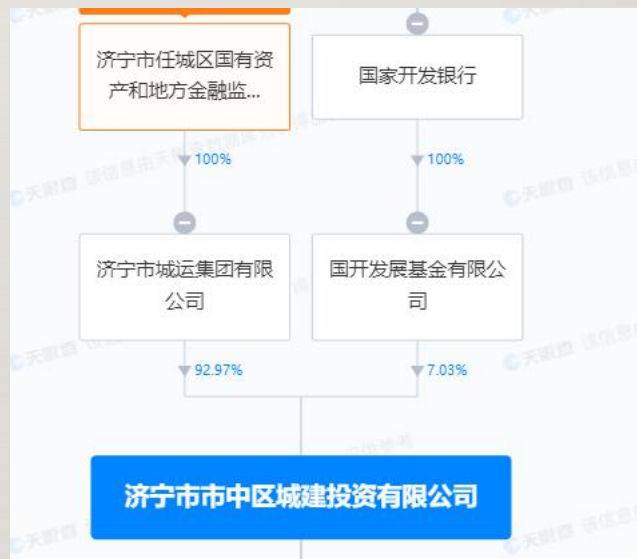 济宁市任城区国有资
产和地方金融监...
国家开发银行
100%
100%
济宁市城运集团有限
公司
国开发展基金有限公
司
92.97%
7.03%
济宁市市中区城建投资有限公司